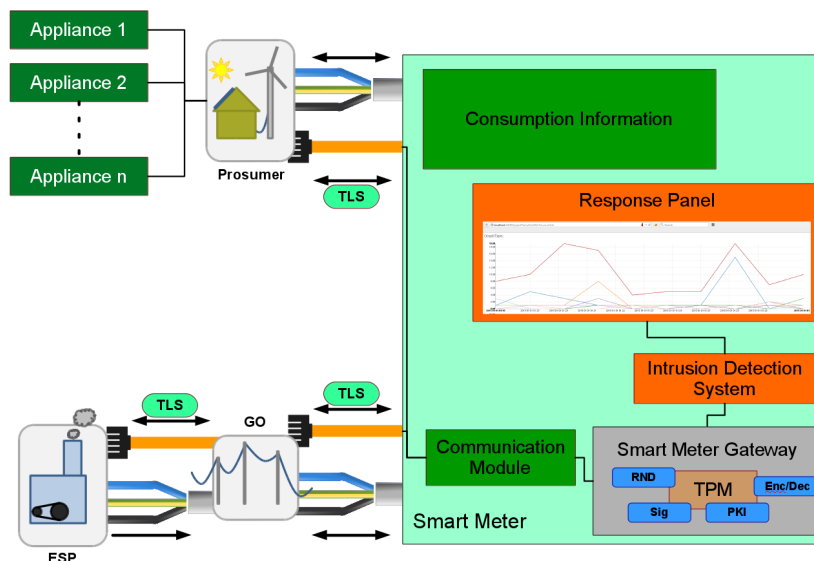 Appliance 1
Appliance 2
Appliance n
Prosumer
TLS
Consumption Information
Response Panel
Intrusion Detection
System
Smart Meter Gateway
RND
TPM
Enc/Dec
Sig
PKI
Communication
Module
Smart Meter
TLS
GO
TLS
ESP